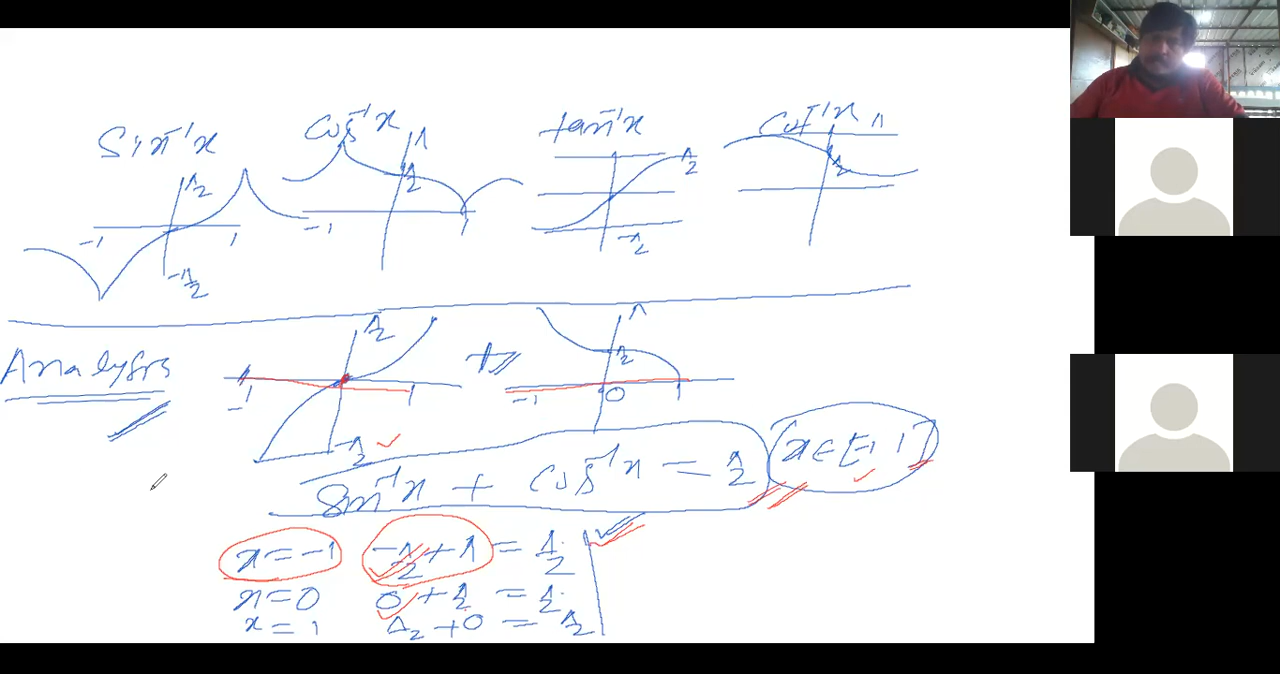 Sin⁻¹x Cos⁻¹x tan⁻¹x Cot⁻¹x
π/2 π π/2 π/2 π π/2
-1 1 -1 1
-π/2 -π/2
Analysis π/2 + π π/2
-1 1 -1 0 1
-π/2
Sin⁻¹x + Cos⁻¹x = π/2 [x ∈ [-1, 1]]
x = -1 -π/2 + π = π/2
x = 0 0 + π/2 = π/2
x = 1 π/2 + 0 = π/2